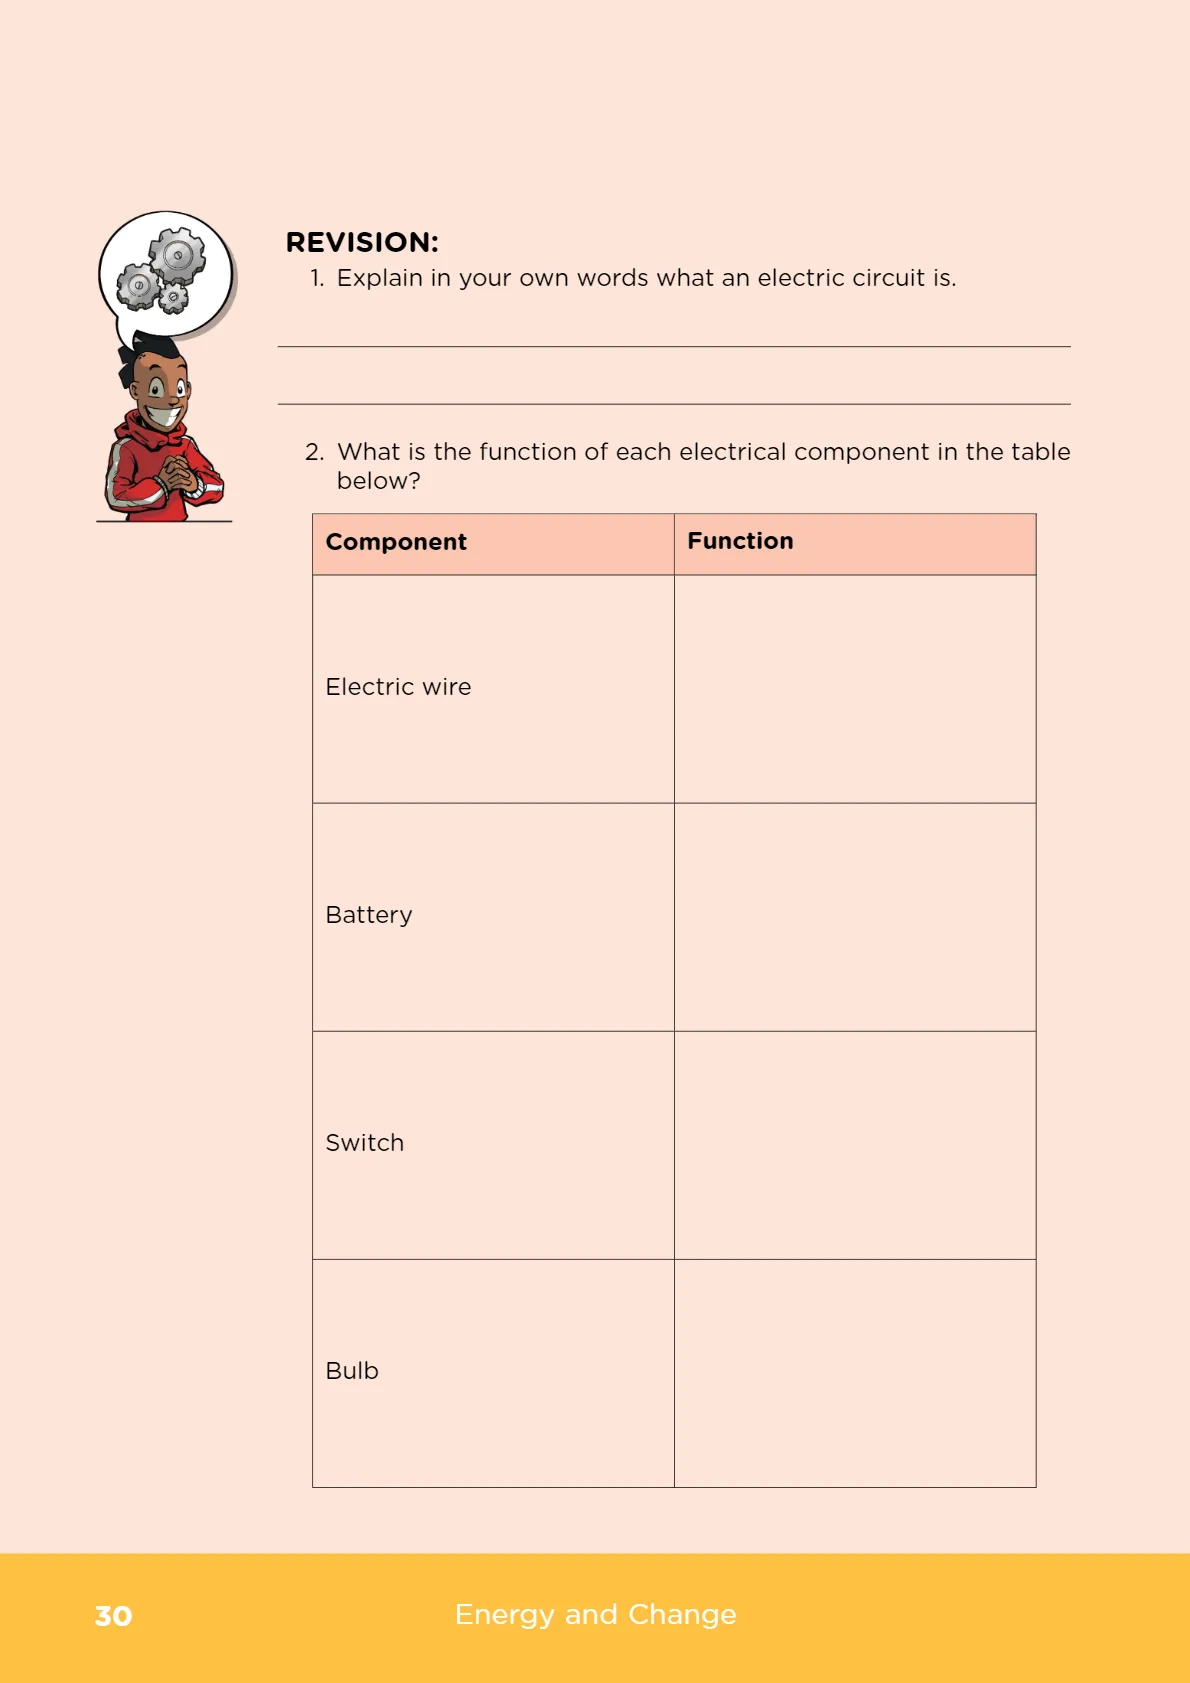 REVISION:
1. Explain in your own words what an electric circuit is.
2. What is the function of each electrical component in the table
below?
Component
Function
Electric wire
Battery
Switch
Bulb
30
Energy and Change